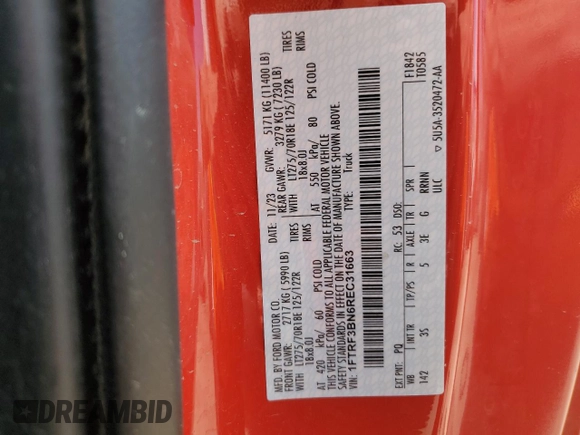 MFD. BY FORD MOTOR CO.
DATE: 11/23 GVWR: 5171 KG (11400 LB)
FRONT GAWR: 2717 KG (5990 LB) REAR GAWR: 3279 KG (7230 LB)
WITH LT275/70R18E 125/122R TIRES WITH LT275/70R18E 125/122R TIRES
18x8.0J RIMS 18x8.0J RIMS
AT 420 kPa/ 60 PSI COLD AT 550 kPa/ 80 PSI COLD
THIS VEHICLE CONFORMS TO ALL APPLICABLE FEDERAL MOTOR VEHICLE
SAFETY STANDARDS IN EFFECT ON THE DATE OF MANUFACTURE SHOWN ABOVE.
VIN: 1FTRF3BN6REC31663 TYPE: Truck
F1842
T0585
EXT PNT: PQ RC: 53 DSO:
WB INT TR TP/PS R AXLE TR SPR
142 3S 5 3E G RRNN
ULC
▽ 5U5A-3520472-AA
DREAMBID